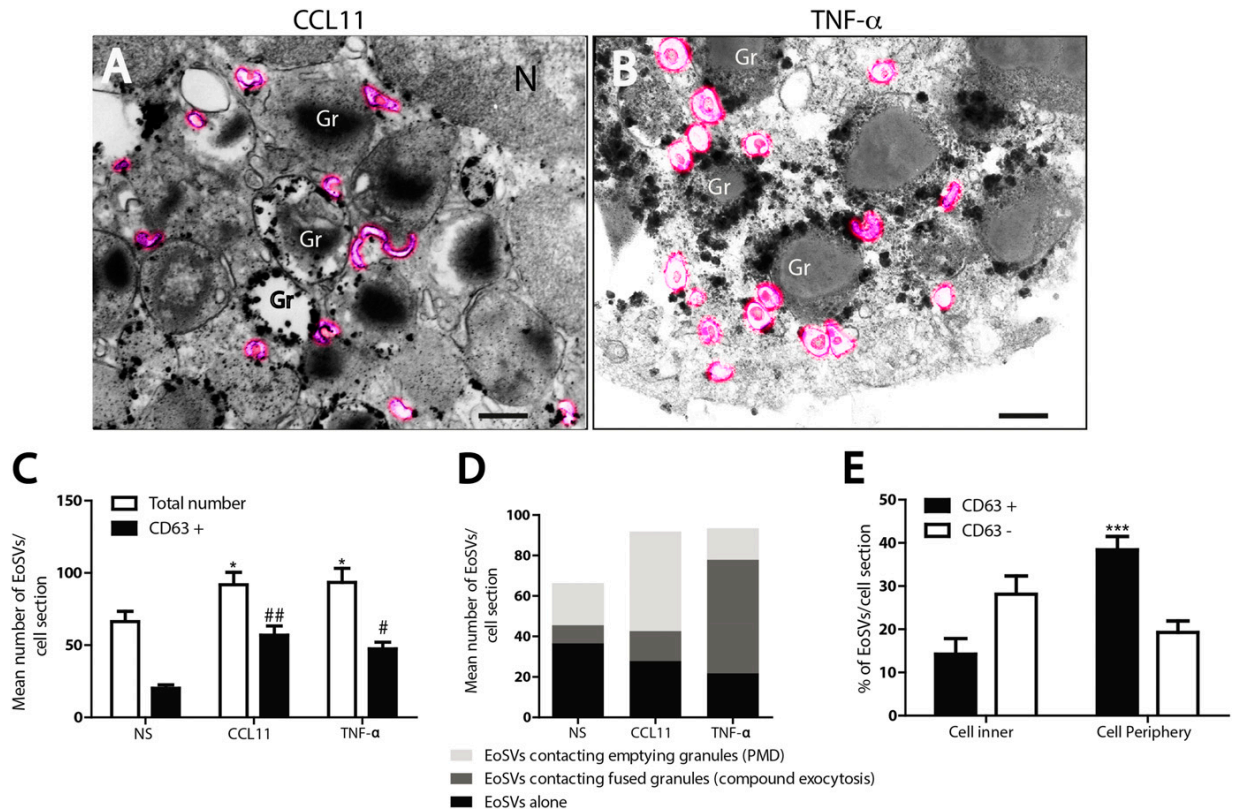 CCL11
TNF-α
A
N
Gr
Gr
Gr
B
Gr
Gr
Gr
C
Total number
CD63 +
Mean number of EoSVs/
cell section
150
100
50
0
*
##
*
#
NS
CCL11
TNF-α
D
Mean number of EoSVs/
cell section
100
80
60
40
20
0
NS
CCL11
TNF-α
EoSVs contacting emptying granules (PMD)
EoSVs contacting fused granules (compound exocytosis)
EoSVs alone
E
CD63 +
CD63 -
% of EoSVs/cell section
50
40
30
20
10
0
***
Cell inner
Cell Periphery